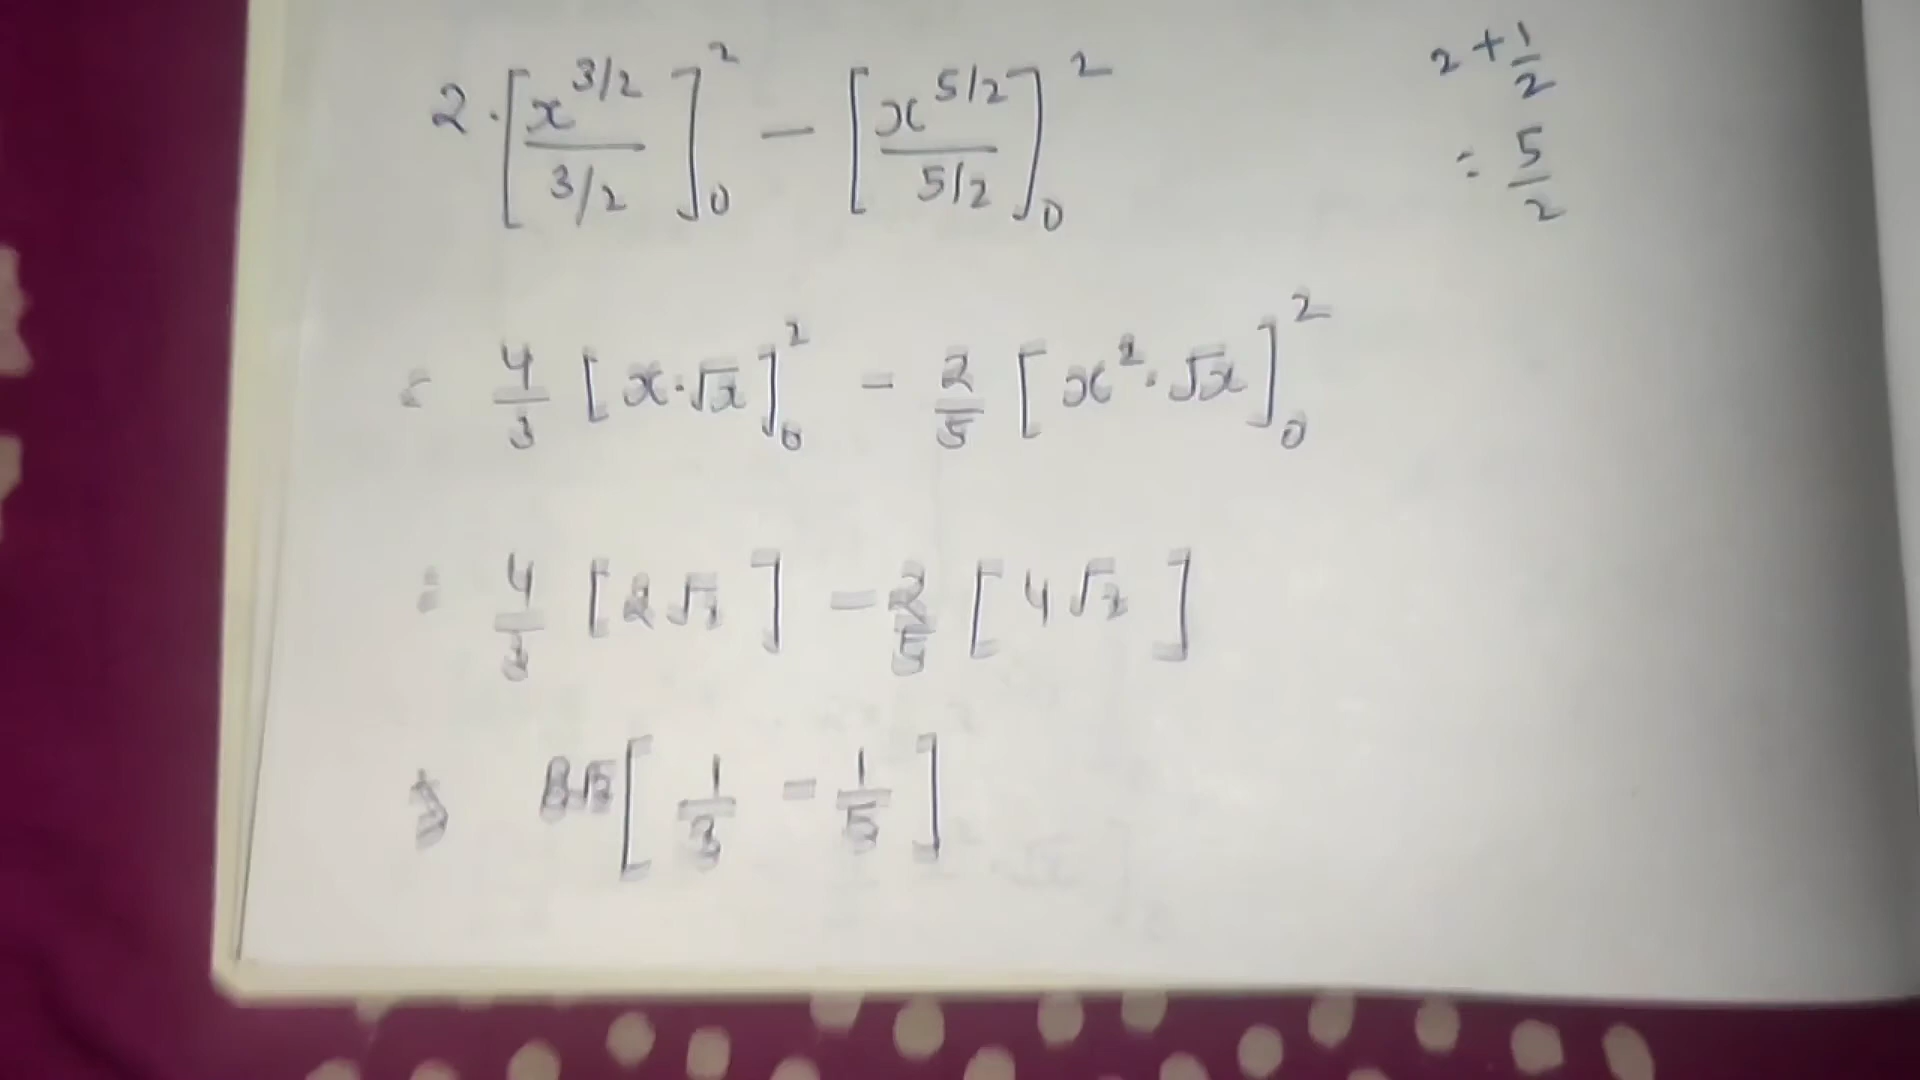 2 · [x^{3/2} / 3/2]_0^2 − [x^{5/2} / 5/2]_0^2
2 + 1/2
= 5/2
= 4/3 [x·√x]_0^2 − 2/5 [x^2·√x]_0^2
= 4/3 [2√2] − 2/5 [4√2]
⇒ 8√2 [1/3 − 1/5]